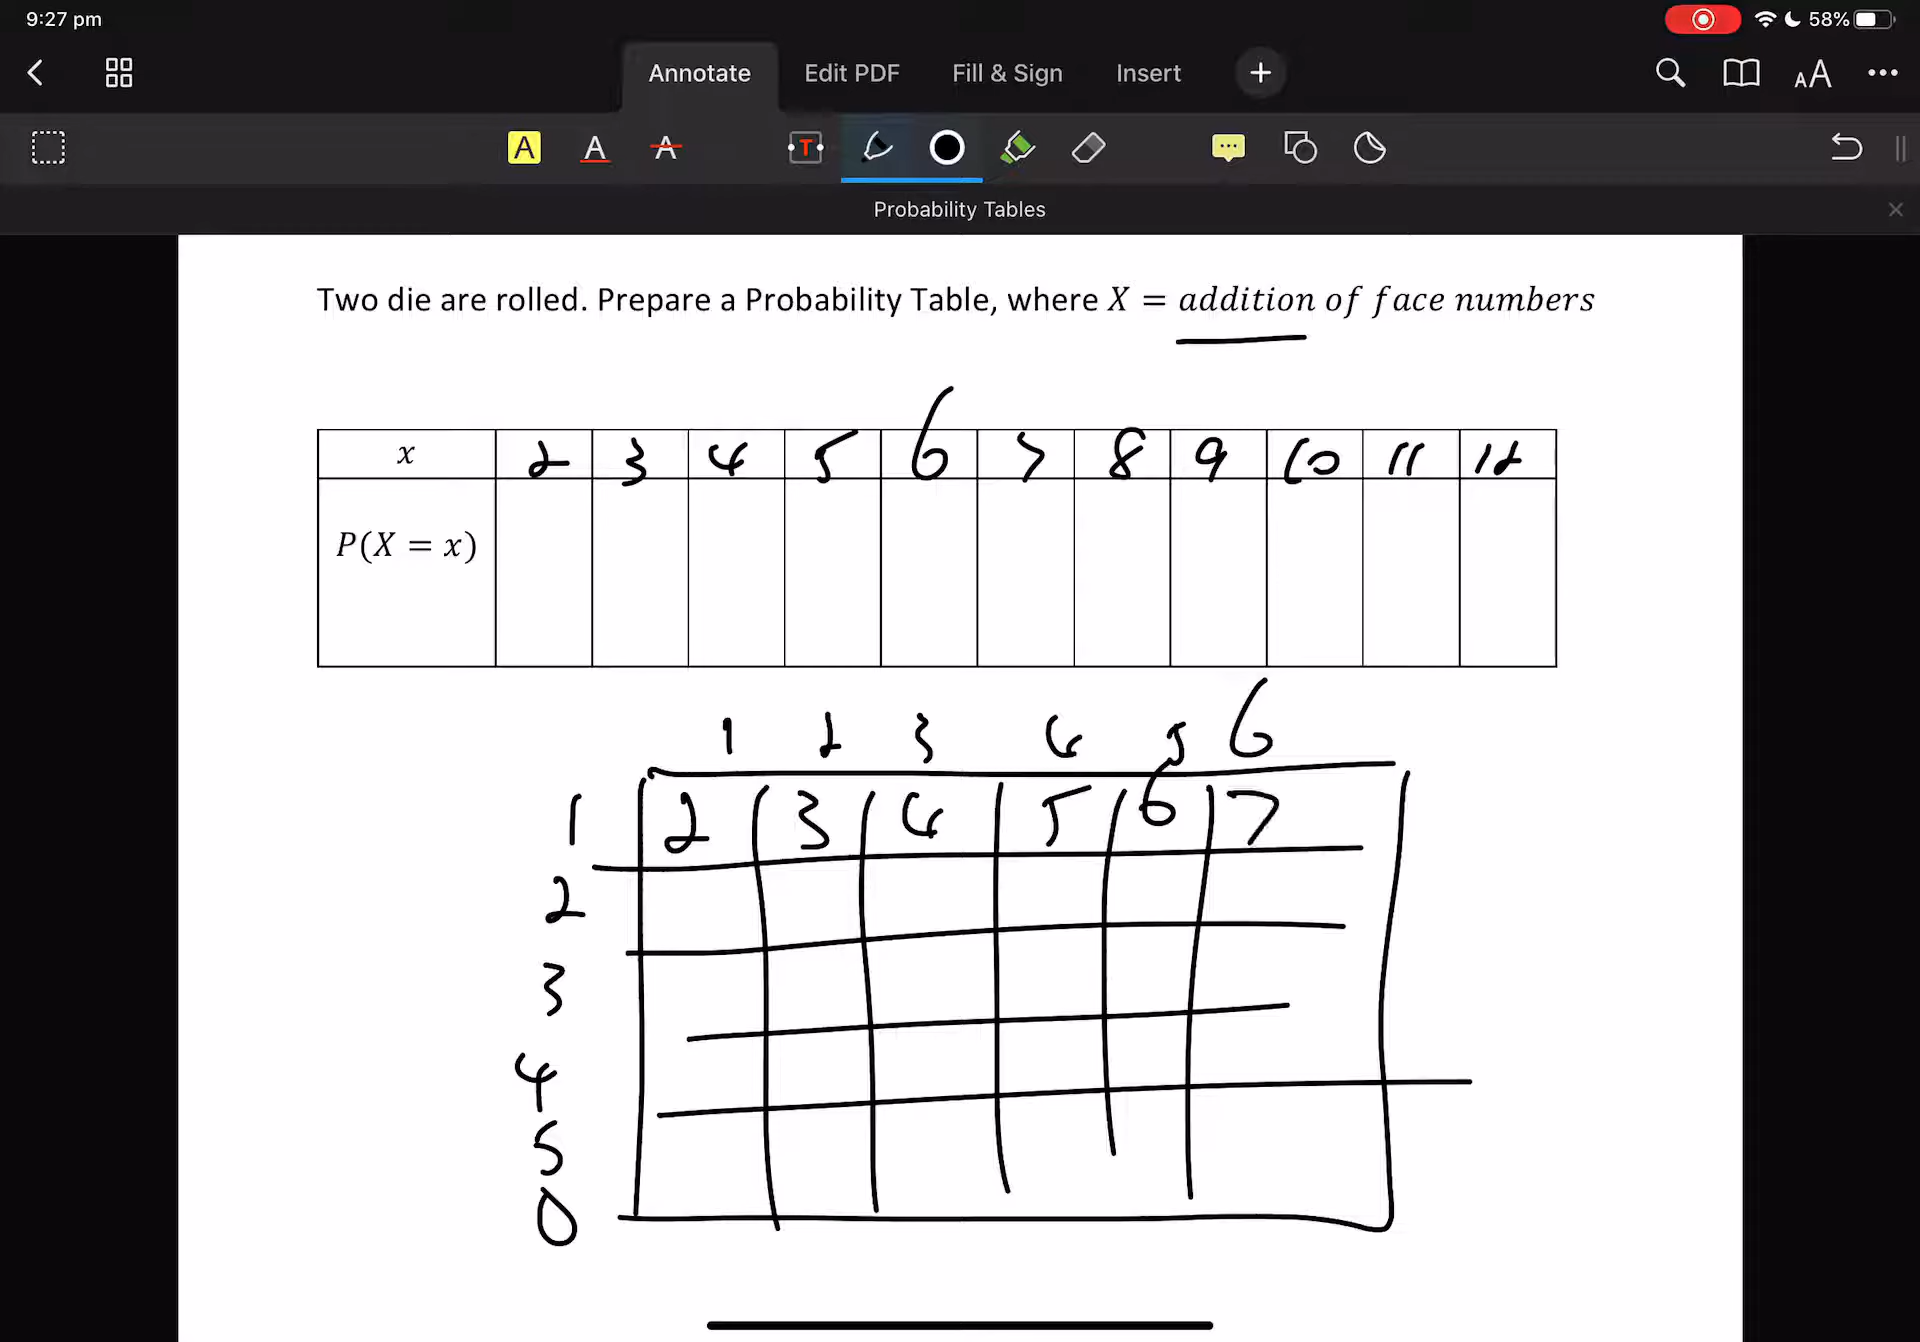 9:27 pm
58%
Annotate Edit PDF Fill & Sign Insert
AA
A A A T
Probability Tables
Two die are rolled. Prepare a Probability Table, where X = addition of face numbers
x 2 3 4 5 6 7 8 9 10 11 12
P(X = x)
1 2 3 4 5 6
1 2 3 4 5 6 7
2
3
4
5
6